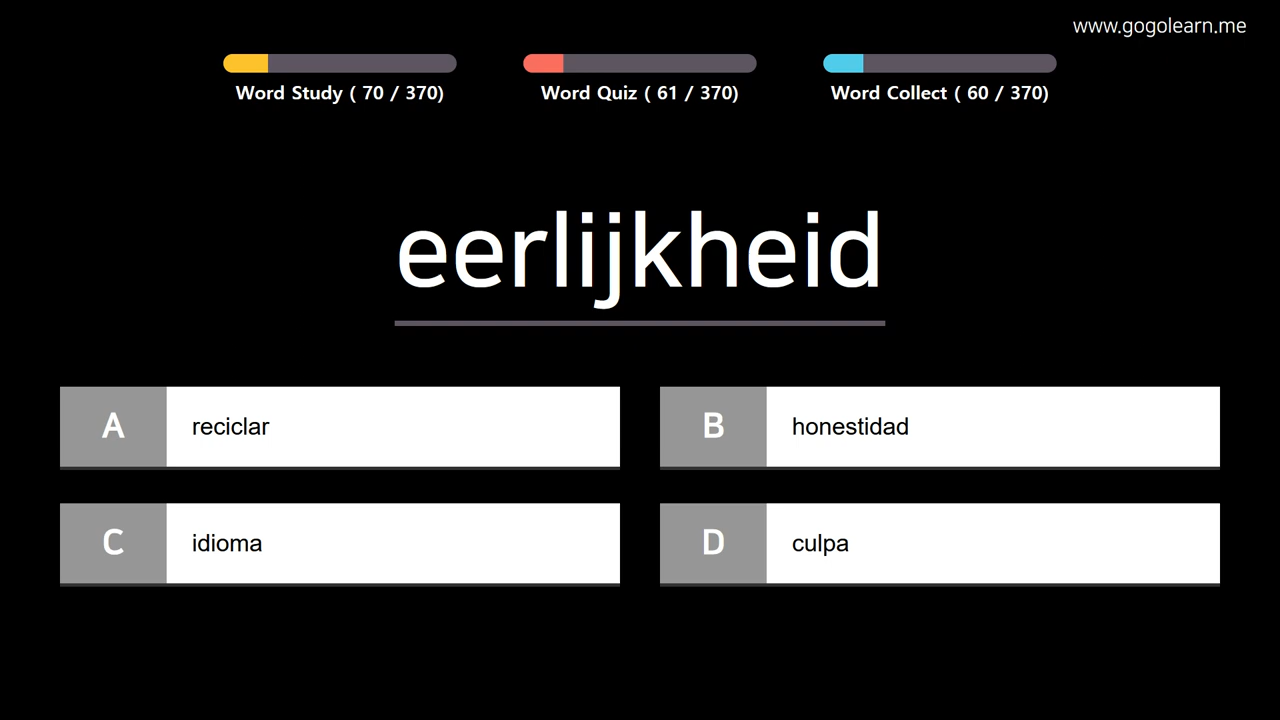 www.gogolearn.me
Word Study ( 70 / 370)
Word Quiz ( 61 / 370)
Word Collect ( 60 / 370)
eerlijkheid
A reciclar
B honestidad
C idioma
D culpa